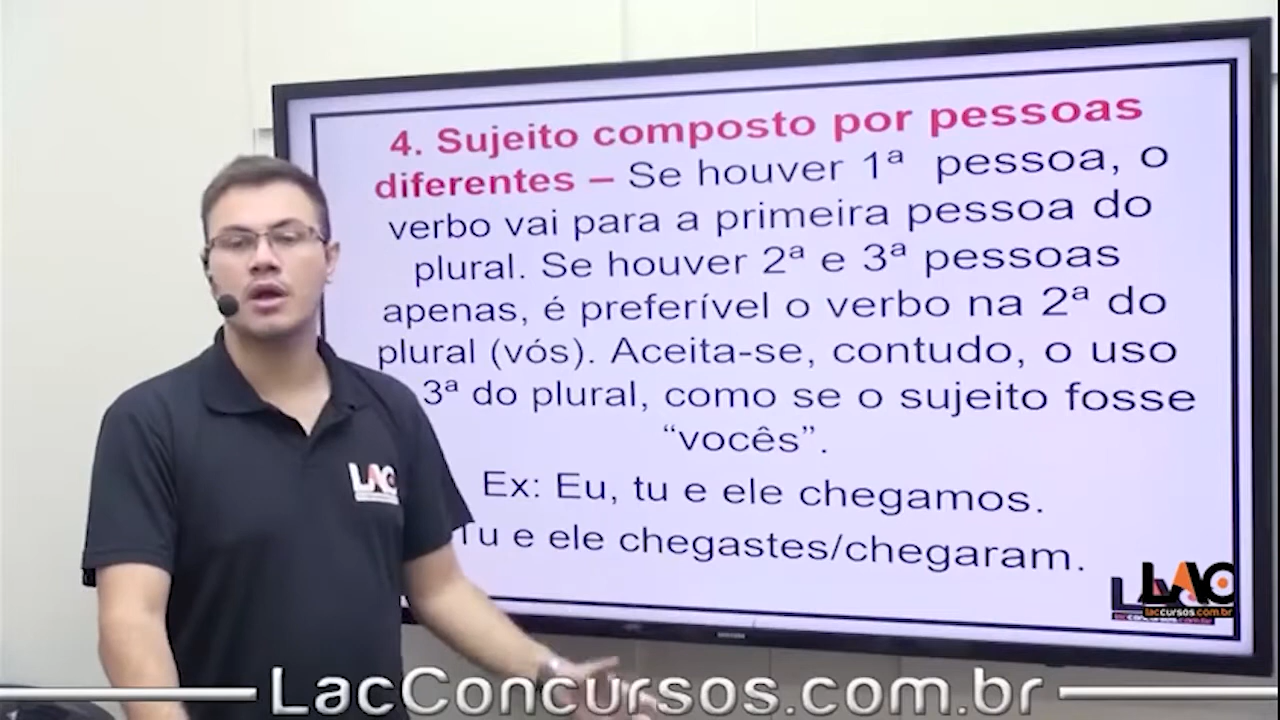 4. Sujeito composto por pessoas
diferentes – Se houver 1ª pessoa, o
verbo vai para a primeira pessoa do
plural. Se houver 2ª e 3ª pessoas
apenas, é preferível o verbo na 2ª do
plural (vós). Aceita-se, contudo, o uso
3ª do plural, como se o sujeito fosse
“vocês”.
Ex: Eu, tu e ele chegamos.
Tu e ele chegastes/chegaram.
LAC
LAC
laccursos.com.br
LacConcursos.com.br